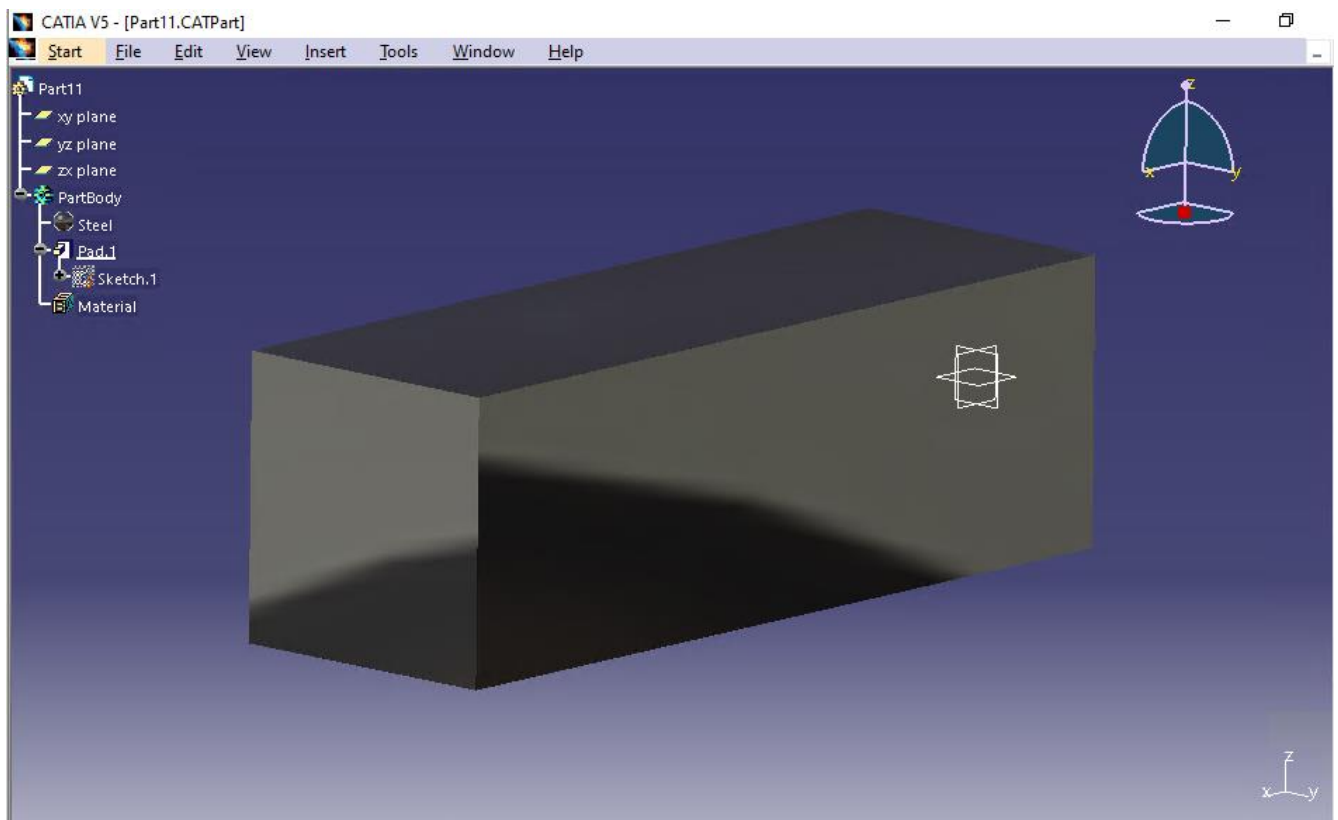 CATIA V5 - [Part11.CATPart]
Start File Edit View Insert Tools Window Help
Part11
xy plane
yz plane
zx plane
PartBody
Steel
Pad.1
Sketch.1
Material
z
x y
z
x y